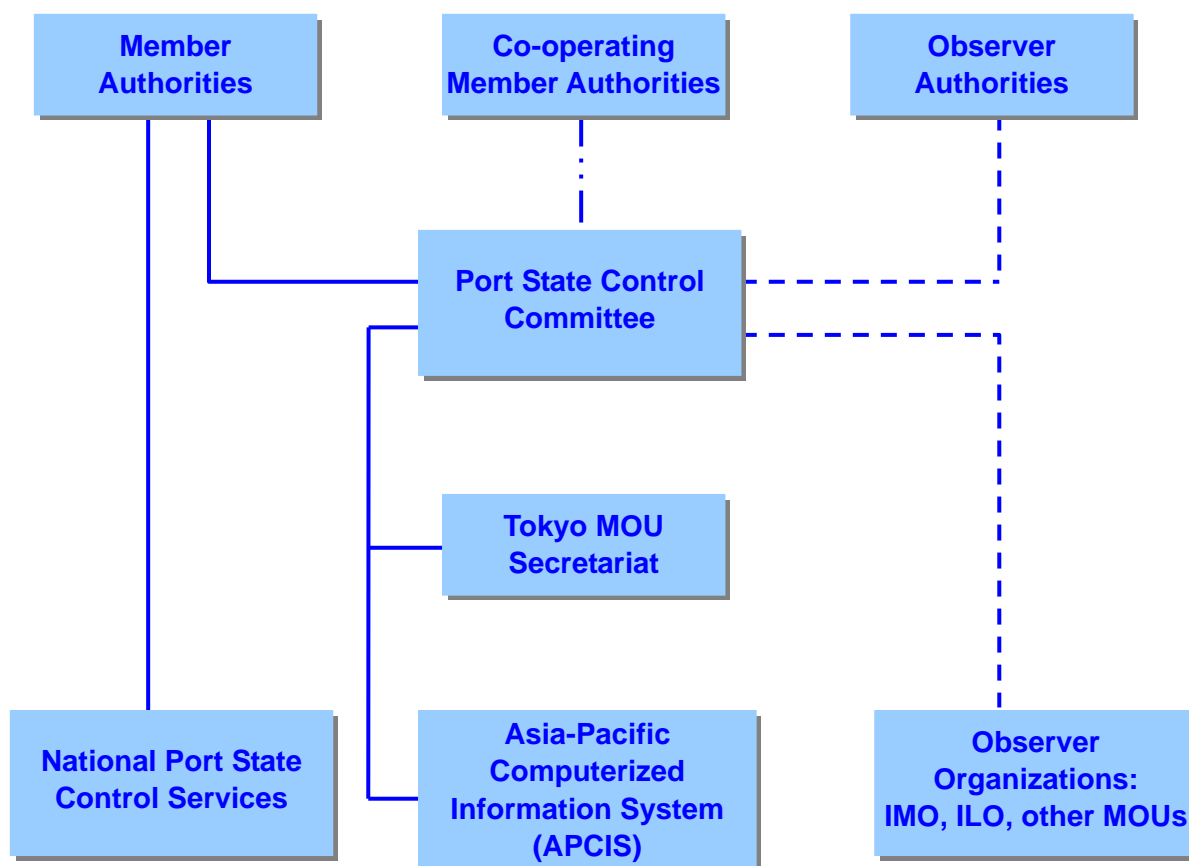 Member
Authorities
Co-operating
Member Authorities
Observer
Authorities
Port State Control
Committee
Tokyo MOU
Secretariat
National Port State
Control Services
Asia-Pacific
Computerized
Information System
(APCIS)
Observer
Organizations:
IMO, ILO, other MOUs